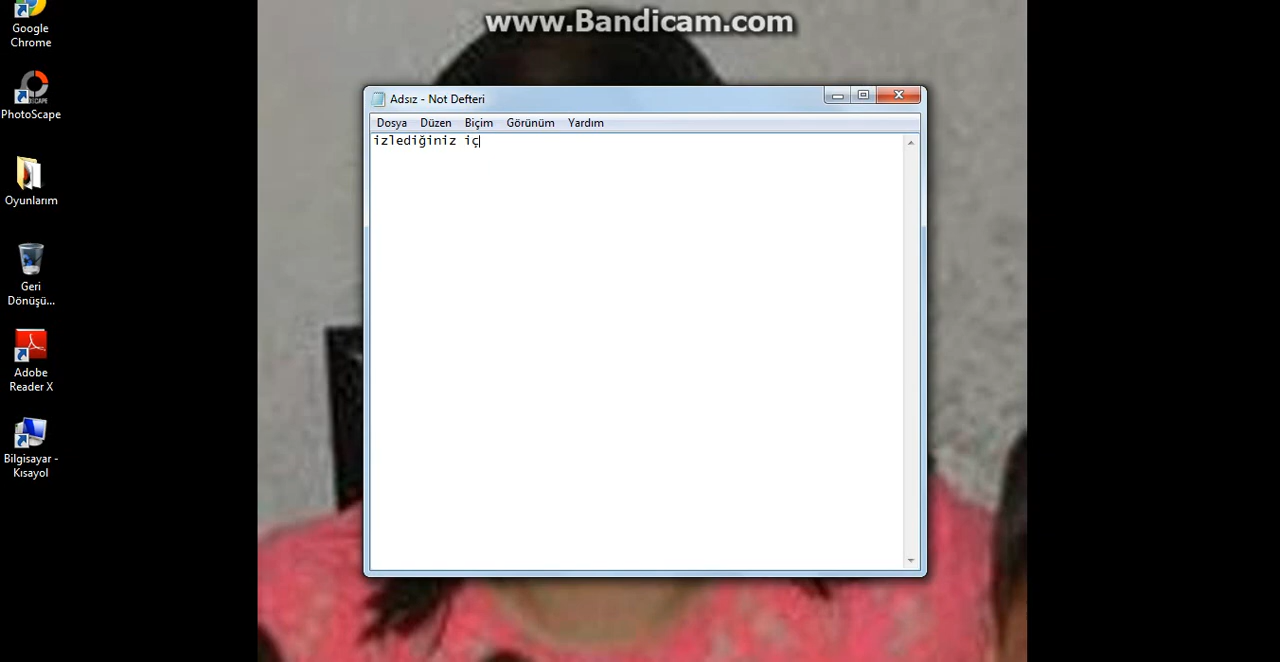 www.Bandicam.com
Google
Chrome
PhotoScape
Oyunlarım
Geri
Dönüşü...
Adobe
Reader X
Bilgisayar -
Kısayol
Adsız - Not Defteri
Dosya Düzen Biçim Görünüm Yardım
izlediğiniz iç